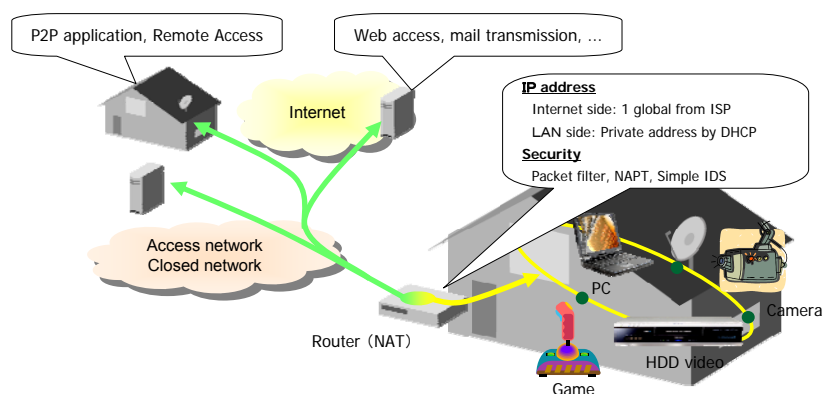 P2P application, Remote Access
Web access, mail transmission, …
IP address
Internet side: 1 global from ISP
LAN side: Private address by DHCP
Security
Packet filter, NAPT, Simple IDS
Internet
Access network
Closed network
PC
Camera
Router (NAT)
HDD video
Game